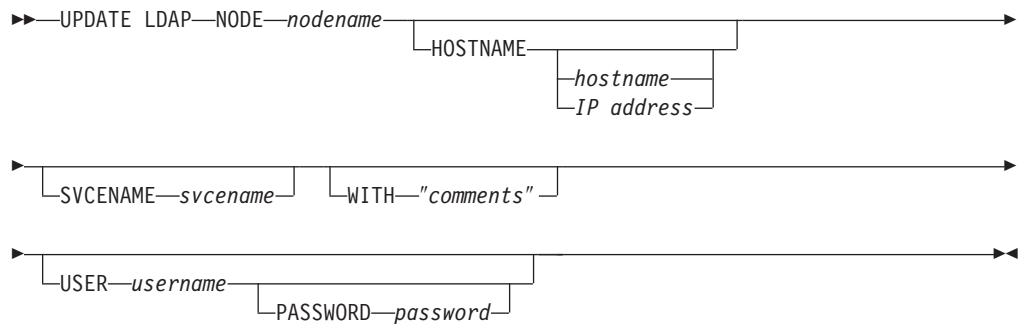 UPDATE LDAP NODE nodename
HOSTNAME
hostname
IP address
SVCENAME svcename WITH "comments"
USER username
PASSWORD password